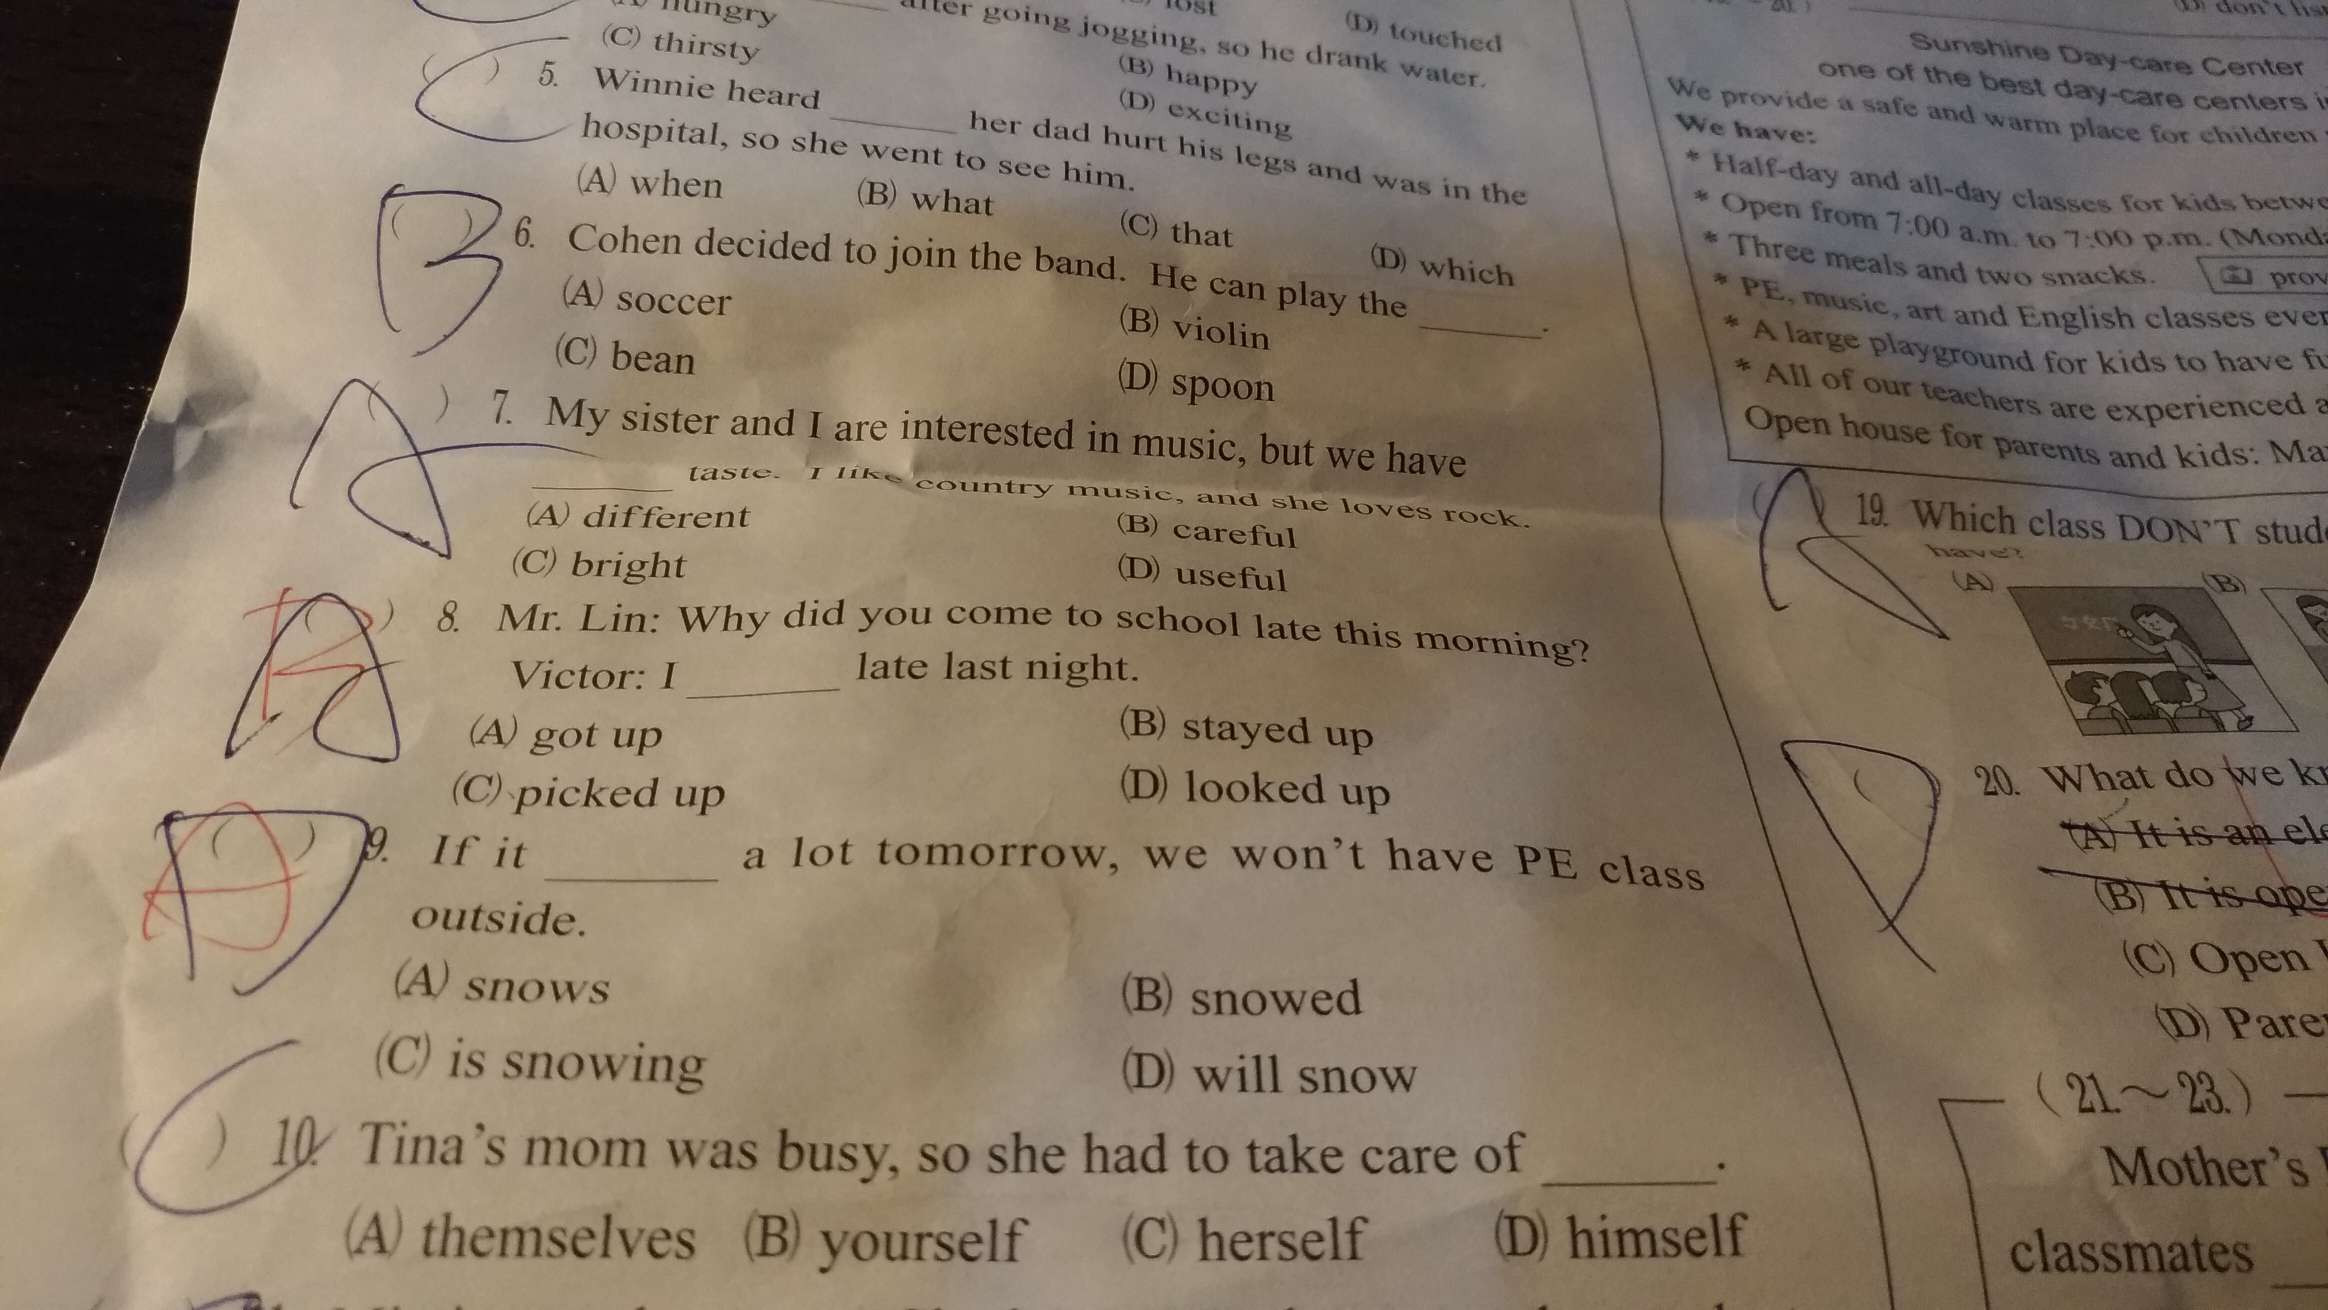 hungry
after going jogging, so he drank water.
(C) thirsty
(B) happy
(D) exciting
(D) touched
C
( ) 5. Winnie heard ______ her dad hurt his legs and was in the
hospital, so she went to see him.
(A) when (B) what (C) that (D) which
B
( ) 6. Cohen decided to join the band. He can play the ______.
(A) soccer (B) violin
(C) bean (D) spoon
A
( ) 7. My sister and I are interested in music, but we have
______ taste. I like country music, and she loves rock.
(A) different (B) careful
(C) bright (D) useful
A B
( ) 8. Mr. Lin: Why did you come to school late this morning?
Victor: I ______ late last night.
(A) got up (B) stayed up
(C) picked up (D) looked up
D A
( ) 9. If it ______ a lot tomorrow, we won't have PE class
outside.
(A) snows (B) snowed
(C) is snowing (D) will snow
C
( ) 10. Tina's mom was busy, so she had to take care of ______.
(A) themselves (B) yourself (C) herself (D) himself
(D) don't
Sunshine Day-care Center
one of the best day-care centers
We provide a safe and warm place for children
We have:
* Half-day and all-day classes for kids
* Open from 7:00 a.m. to 7:00 p.m.
* Three meals and two snacks.
* PE, music, art and English classes
* A large playground for kids to have
* All of our teachers are experienced
Open house for parents and kids:
A
19. Which class DON'T
have?
(A) (B)
D
20. What do we
(A) It is an
(B) It is
(C) Open
(D)
(21.～23.)
Mother's
classmates